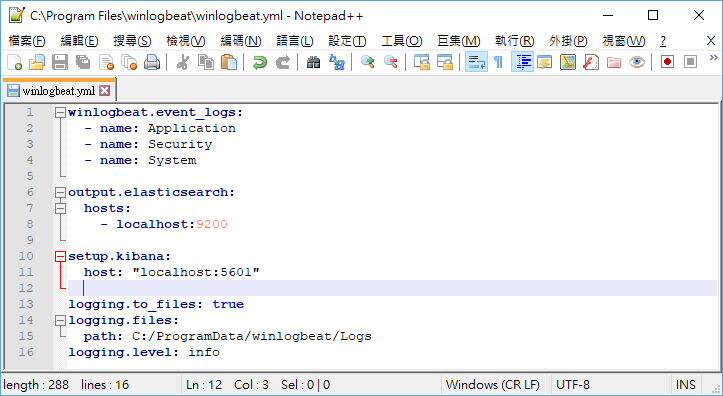 C:\Program Files\winlogbeat\winlogbeat.yml - Notepad++
檔案(F) 編輯(E) 搜尋(S) 檢視(V) 編碼(N) 語言(L) 設定(T) 工具(O) 巨集(M) 執行(R) 外掛(P) 視窗(W) ? X
winlogbeat.yml
1 winlogbeat.event_logs:
2 - name: Application
3 - name: Security
4 - name: System
5
6 output.elasticsearch:
7 hosts:
8 - localhost:9200
9
10 setup.kibana:
11 host: "localhost:5601"
12
13 logging.to_files: true
14 logging.files:
15 path: C:/ProgramData/winlogbeat/Logs
16 logging.level: info
length : 288 lines : 16 Ln : 12 Col : 3 Sel : 0 | 0 Windows (CR LF) UTF-8 INS